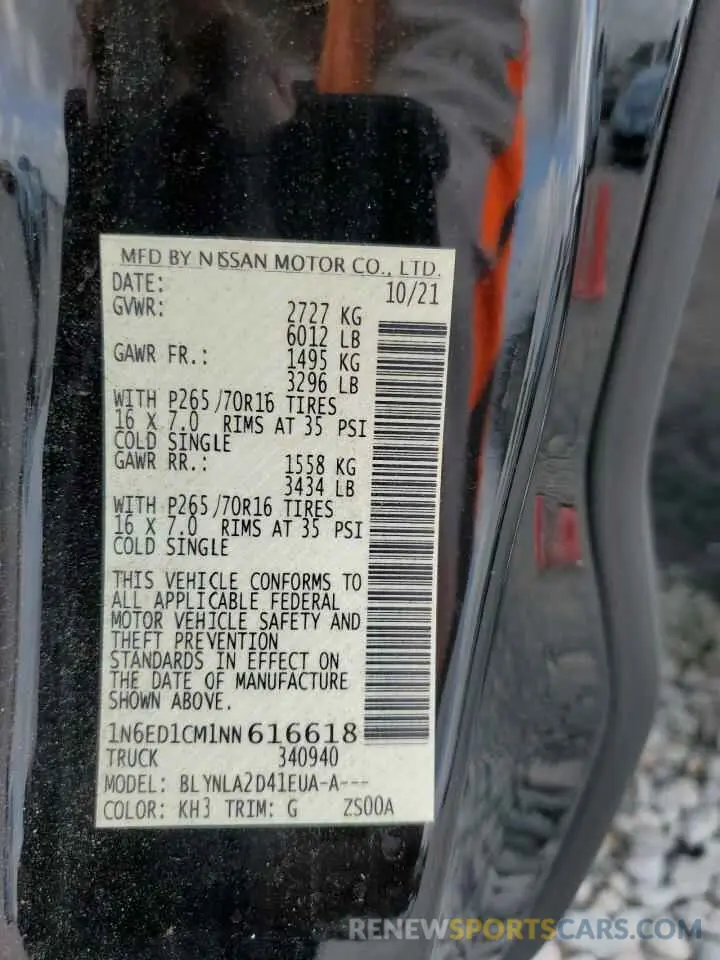 MFD BY NISSAN MOTOR CO., LTD.
DATE: 10/21
GVWR: 2727 KG
6012 LB
GAWR FR.: 1495 KG
3296 LB
WITH P265/70R16 TIRES
16 X 7.0 RIMS AT 35 PSI
COLD SINGLE
GAWR RR.: 1558 KG
3434 LB
WITH P265/70R16 TIRES
16 X 7.0 RIMS AT 35 PSI
COLD SINGLE
THIS VEHICLE CONFORMS TO
ALL APPLICABLE FEDERAL
MOTOR VEHICLE SAFETY AND
THEFT PREVENTION
STANDARDS IN EFFECT ON
THE DATE OF MANUFACTURE
SHOWN ABOVE.
1N6ED1CM1NN616618
TRUCK 340940
MODEL: BLYNLA2D41EUA-A---
COLOR: KH3 TRIM: G ZS00A
RENEWSPORTSCARS.COM